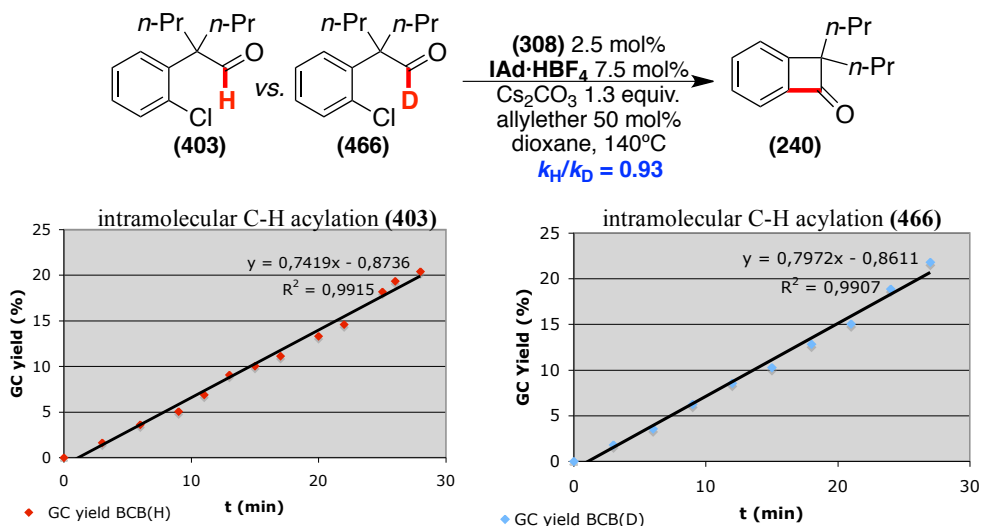 n-Pr
n-Pr
O
H
Cl
(403)
vs.
n-Pr
n-Pr
O
D
Cl
(466)
(308) 2.5 mol%
IAd·HBF4 7.5 mol%
Cs2CO3 1.3 equiv.
allylether 50 mol%
dioxane, 140ºC
kH/kD = 0.93
n-Pr
n-Pr
O
(240)
intramolecular C-H acylation (403)
25
20
15
10
5
0
GC yield (%)
y = 0,7419x - 0,8736
R2 = 0,9915
0 10 20 30
t (min)
GC yield BCB(H)
intramolecular C-H acylation (466)
25
20
15
10
5
0
GC Yield (%)
y = 0,7972x - 0,8611
R2 = 0,9907
0 10 20 30
t (min)
GC yield BCB(D)